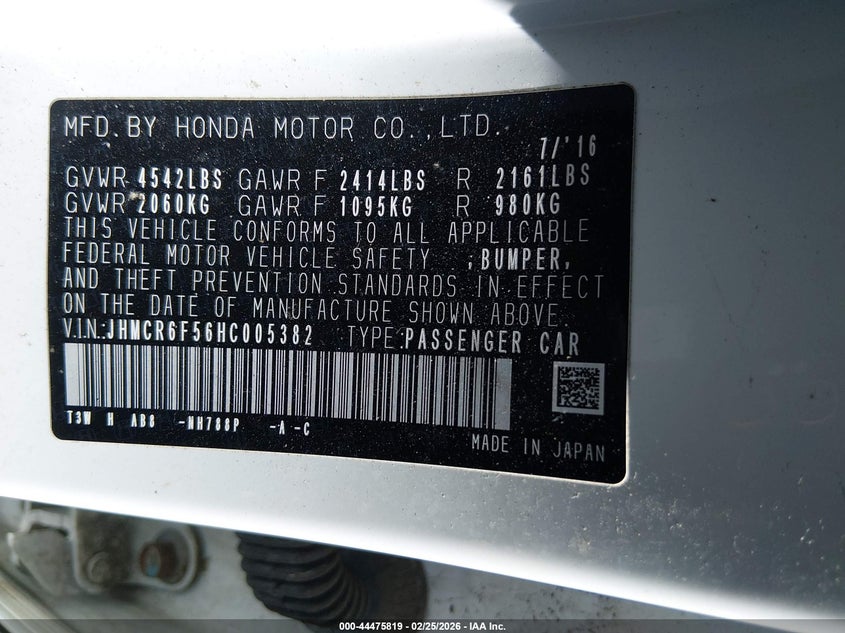 MFD. BY HONDA MOTOR CO., LTD.
7/'16
GVWR 4542LBS GAWR F 2414LBS R 2161LBS
GVWR 2060KG GAWR F 1095KG R 980KG
THIS VEHICLE CONFORMS TO ALL APPLICABLE
FEDERAL MOTOR VEHICLE SAFETY , BUMPER,
AND THEFT PREVENTION STANDARDS IN EFFECT
ON THE DATE OF MANUFACTURE SHOWN ABOVE.
V.I.N.:JHMCR6F56HC005382 TYPE:PASSENGER CAR
T3W H AB8 -NH788P -A -C
MADE IN JAPAN
000-44475819 | 02/25/2026 - IAA Inc.